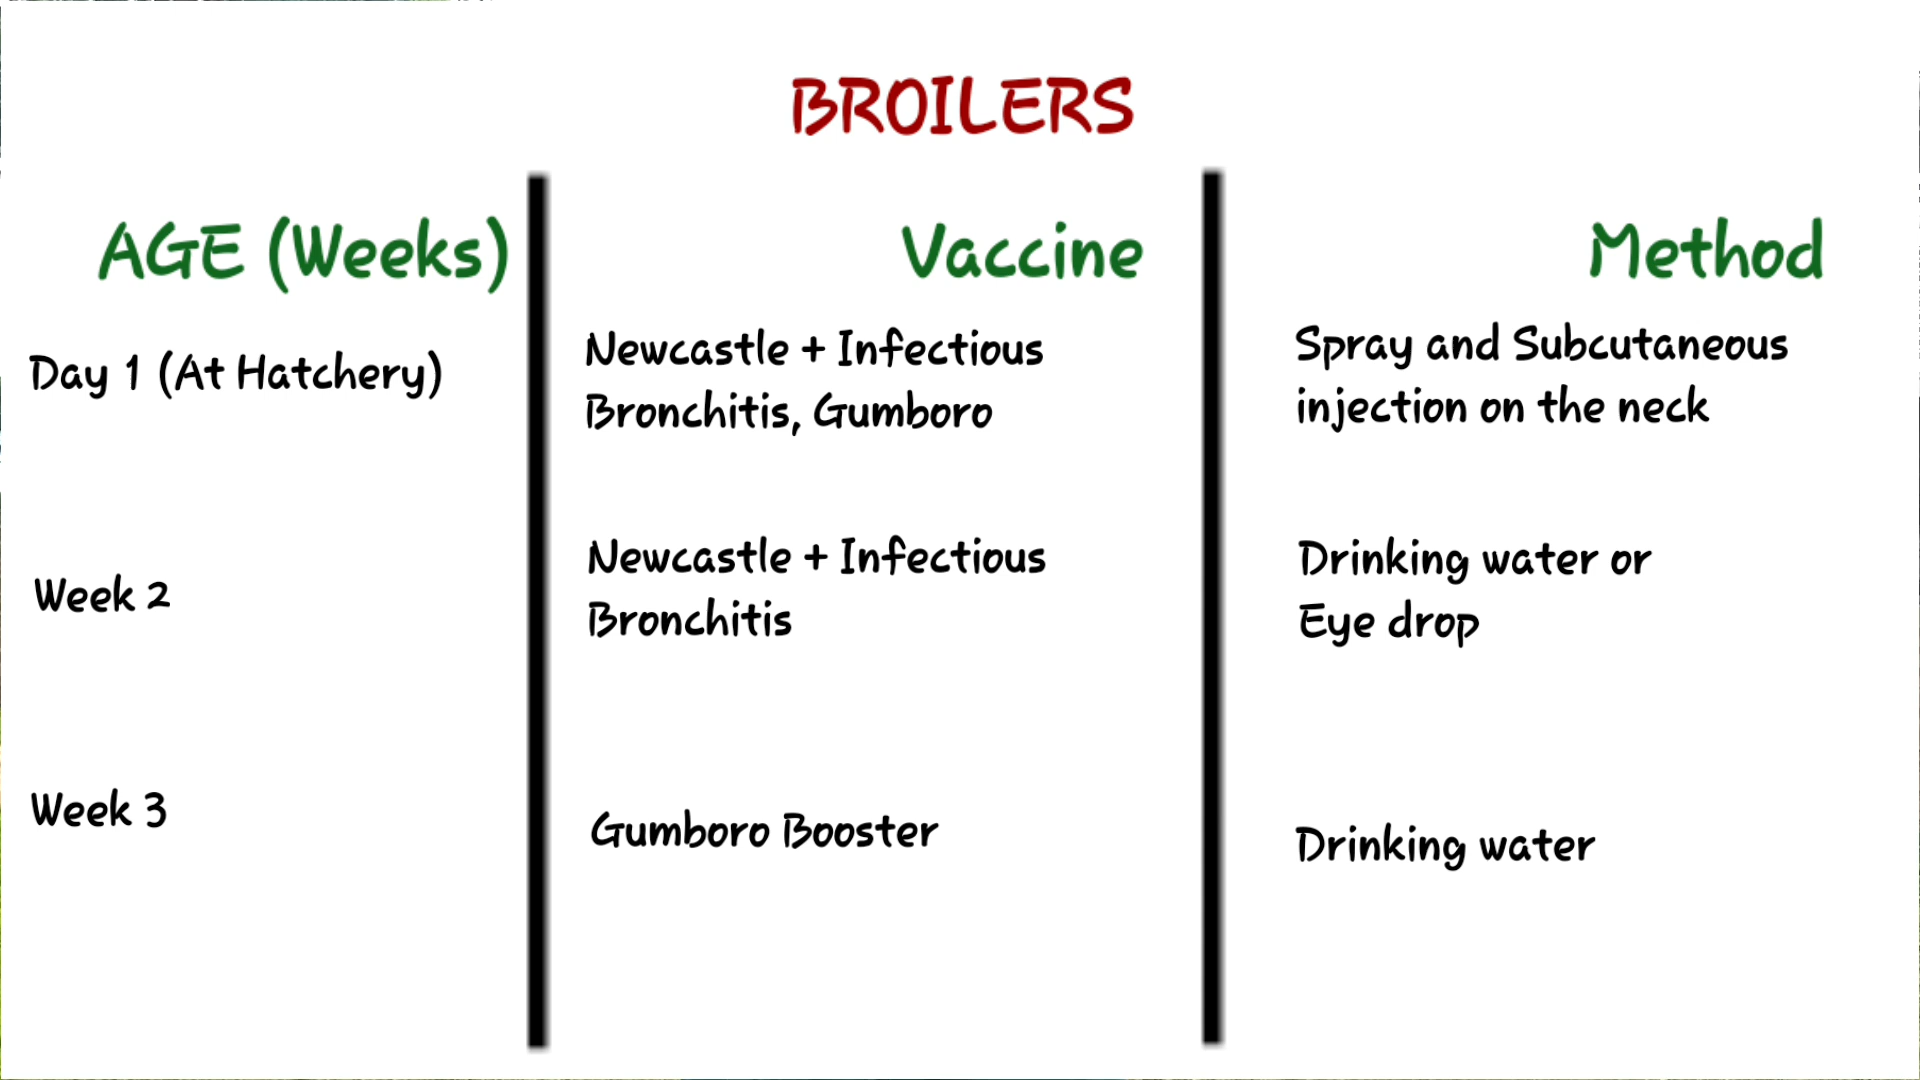 BROILERS
AGE (Weeks)
Vaccine
Method
Day 1 (At Hatchery)
Newcastle + Infectious
Bronchitis, Gumboro
Spray and Subcutaneous
injection on the neck
Week 2
Newcastle + Infectious
Bronchitis
Drinking water or
Eye drop
Week 3
Gumboro Booster
Drinking water